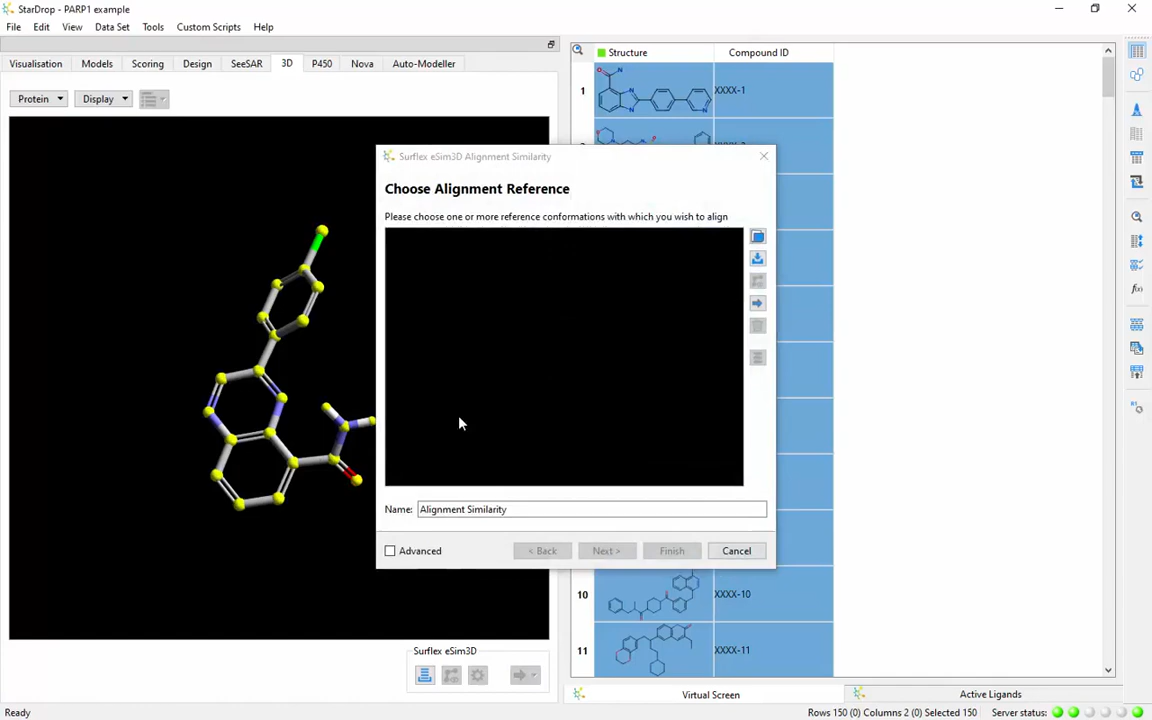 StarDrop - PARP1 example
File Edit View Data Set Tools Custom Scripts Help
Visualisation Models Scoring Design SeeSAR 3D P450 Nova Auto-Modeller
Protein Display
Structure Compound ID
1 XXXX-1
Surflex eSim3D Alignment Similarity
Choose Alignment Reference
Please choose one or more reference conformations with which you wish to align
Name: Alignment Similarity
Advanced < Back Next > Finish Cancel
10 XXXX-10
11 XXXX-11
Surflex eSim3D
Virtual Screen Active Ligands
Ready Rows 150 (0) Columns 2 (0) Selected 150 Server status: